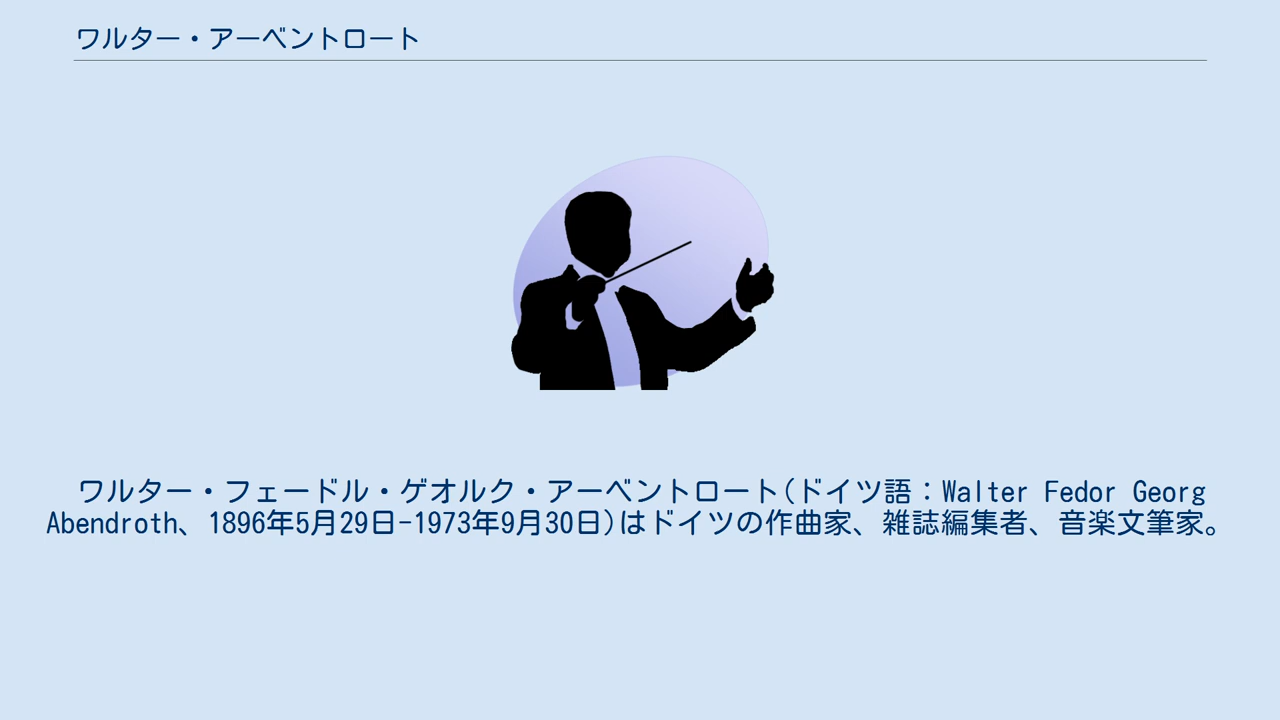 ワルター・アーベントロート
ワルター・フェードル・ゲオルク・アーベントロート(ドイツ語：Walter Fedor Georg
Abendroth、1896年5月29日-1973年9月30日)はドイツの作曲家、雑誌編集者、音楽文筆家。